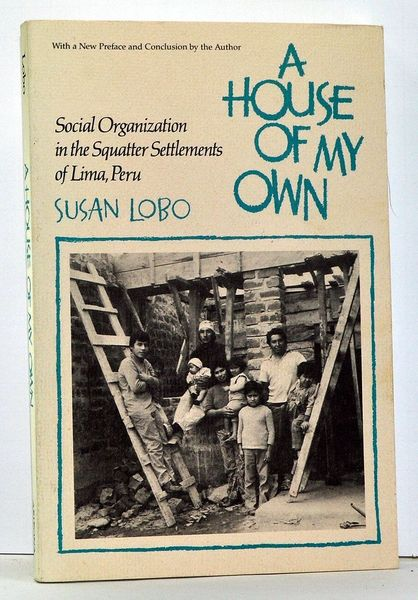 With a New Preface and Conclusion by the Author
A
HOUSE
OF MY
OWN
Social Organization
in the Squatter Settlements
of Lima, Peru
SUSAN LOBO
Lobo
A HOUSE OF MY OWN